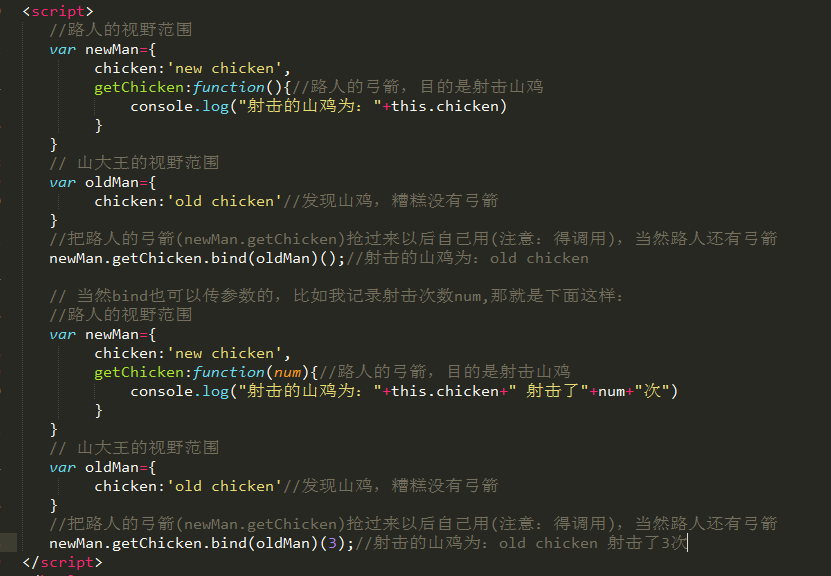 <script>
//路人的视野范围
var newMan={
chicken:'new chicken',
getChicken:function(){//路人的弓箭，目的是射击山鸡
console.log("射击的山鸡为："+this.chicken)
}
}
// 山大王的视野范围
var oldMan={
chicken:'old chicken'//发现山鸡，糟糕没有弓箭
}
//把路人的弓箭(newMan.getChicken)抢过来以后自己用(注意：得调用)，当然路人还有弓箭
newMan.getChicken.bind(oldMan)();//射击的山鸡为：old chicken
// 当然bind也可以传参数的，比如我记录射击次数num,那就是下面这样：
//路人的视野范围
var newMan={
chicken:'new chicken',
getChicken:function(num){//路人的弓箭，目的是射击山鸡
console.log("射击的山鸡为："+this.chicken+" 射击了"+num+"次")
}
}
// 山大王的视野范围
var oldMan={
chicken:'old chicken'//发现山鸡，糟糕没有弓箭
}
//把路人的弓箭(newMan.getChicken)抢过来以后自己用(注意：得调用)，当然路人还有弓箭
newMan.getChicken.bind(oldMan)(3);//射击的山鸡为：old chicken 射击了3次
</script>